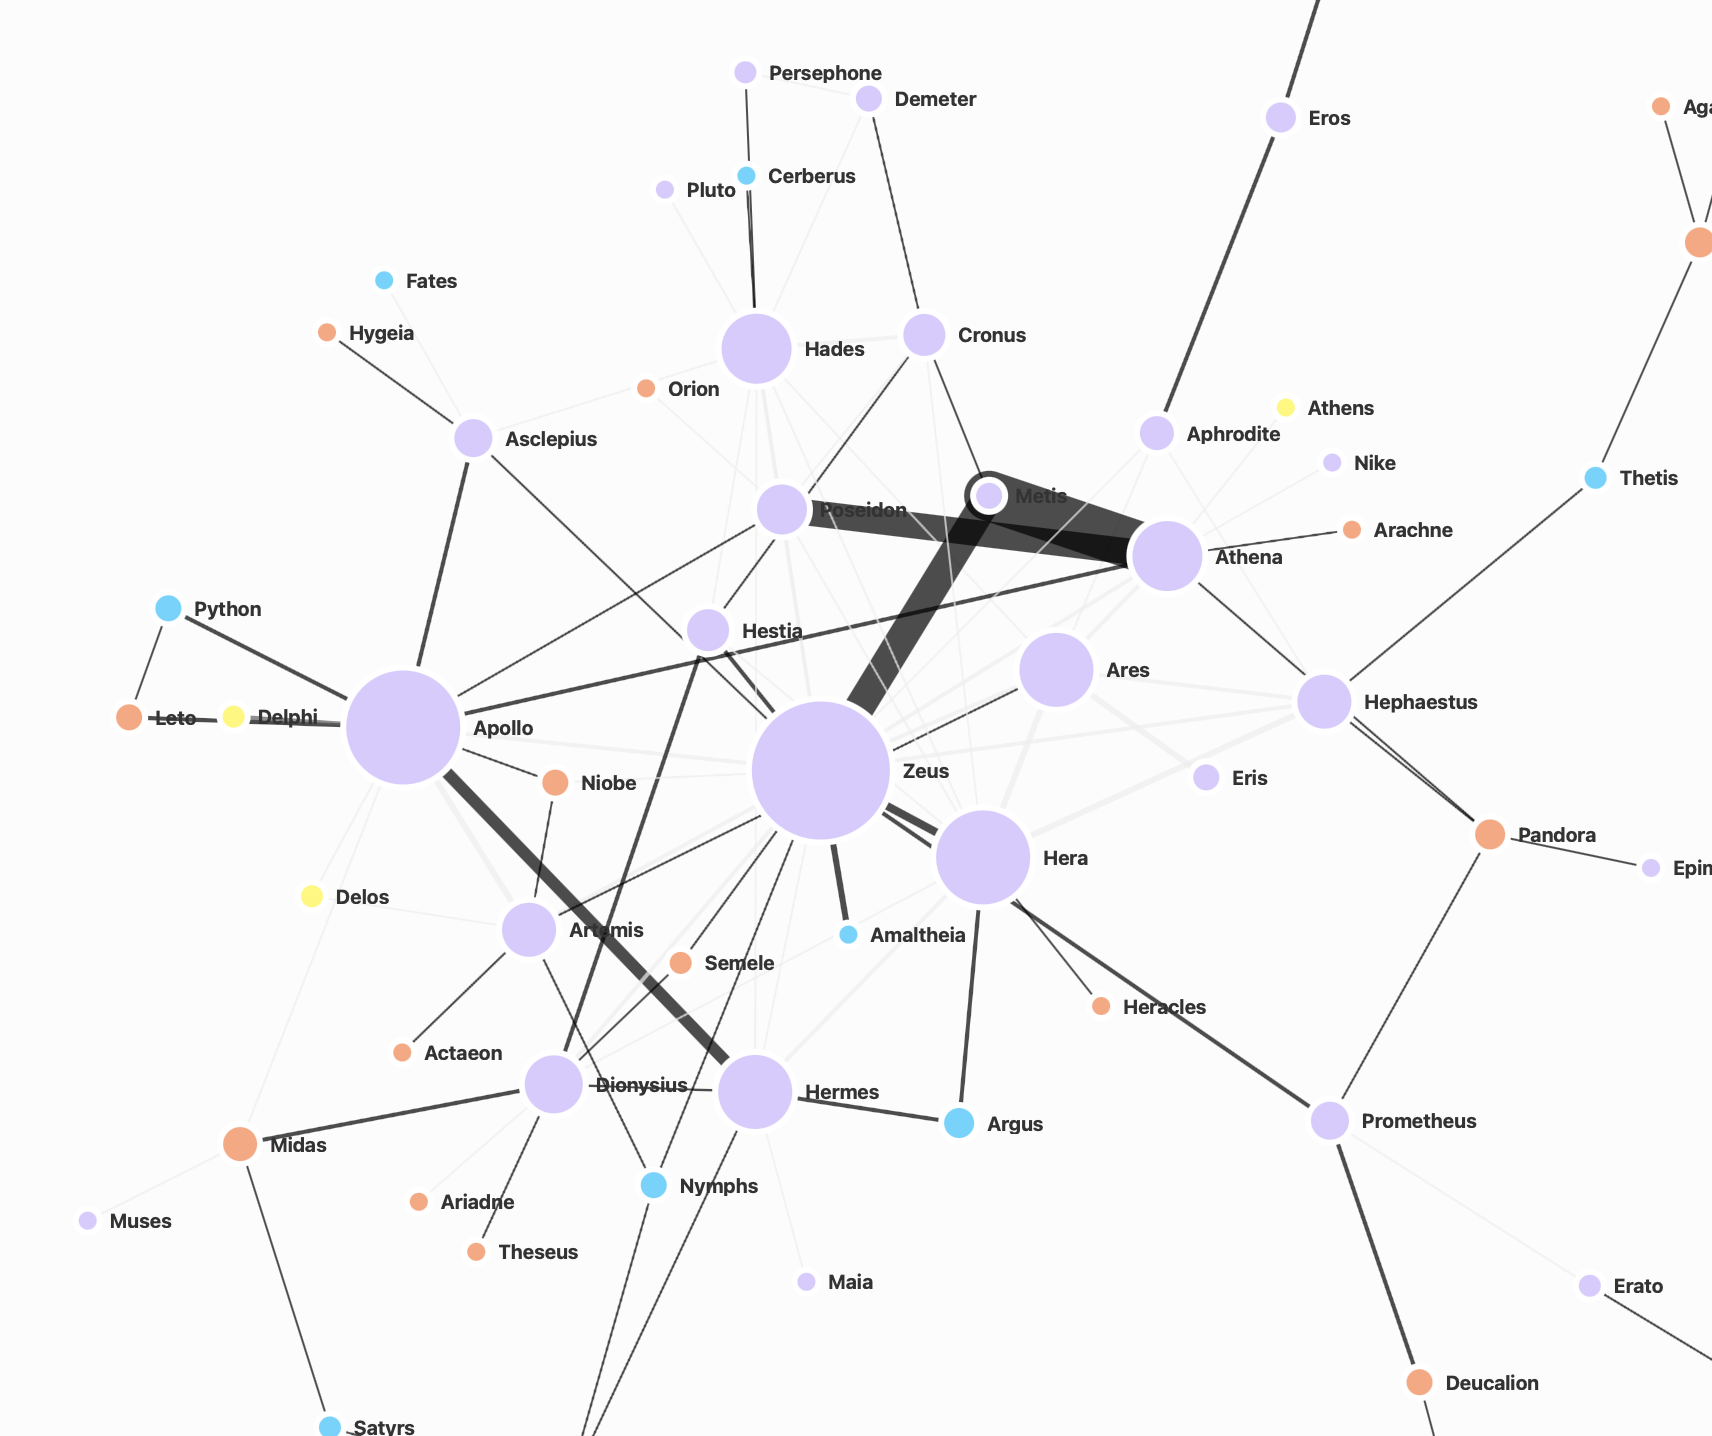 Persephone
Demeter
Aga
Eros
Cerberus
Pluto
Fates
Hygeia
Cronus
Hades
Orion
Athens
Aphrodite
Asclepius
Nike
Thetis
Metis
Poseidon
Arachne
Athena
Python
Hestia
Ares
Hephaestus
Leto
Delphi
Apollo
Zeus
Eris
Niobe
Pandora
Hera
Epin
Delos
Artemis
Amaltheia
Semele
Heracles
Actaeon
Dionysius
Hermes
Prometheus
Argus
Midas
Nymphs
Ariadne
Muses
Theseus
Maia
Erato
Deucalion
Satyrs